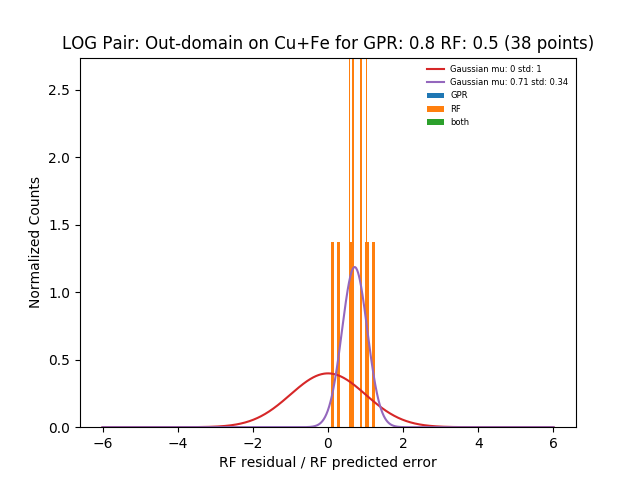 LOG Pair: Out-domain on Cu+Fe for GPR: 0.8 RF: 0.5 (38 points)
Gaussian mu: 0 std: 1
Gaussian mu: 0.71 std: 0.34
GPR
RF
both
Normalized Counts
2.5
2.0
1.5
1.0
0.5
0.0
−6 −4 −2 0 2 4 6
RF residual / RF predicted error